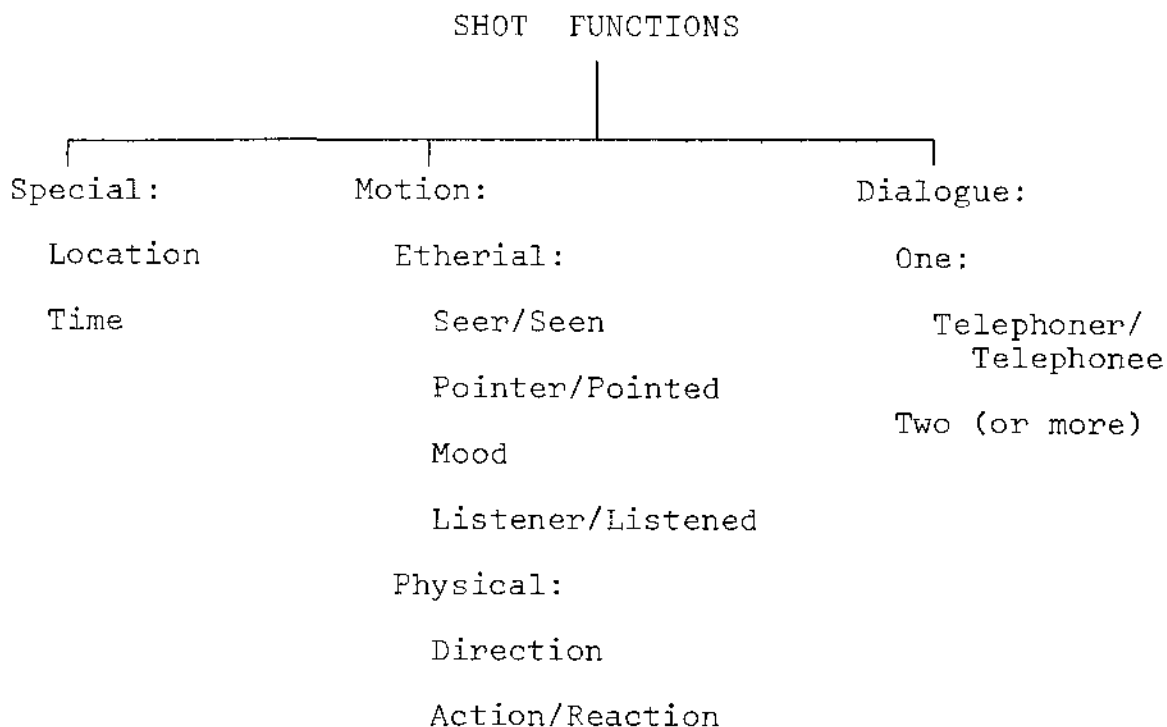 SHOT FUNCTIONS
Special:
Location
Time
Motion:
Etherial:
Seer/Seen
Pointer/Pointed
Mood
Listener/Listened
Physical:
Direction
Action/Reaction
Dialogue:
One:
Telephoner/
Telephonee
Two (or more)